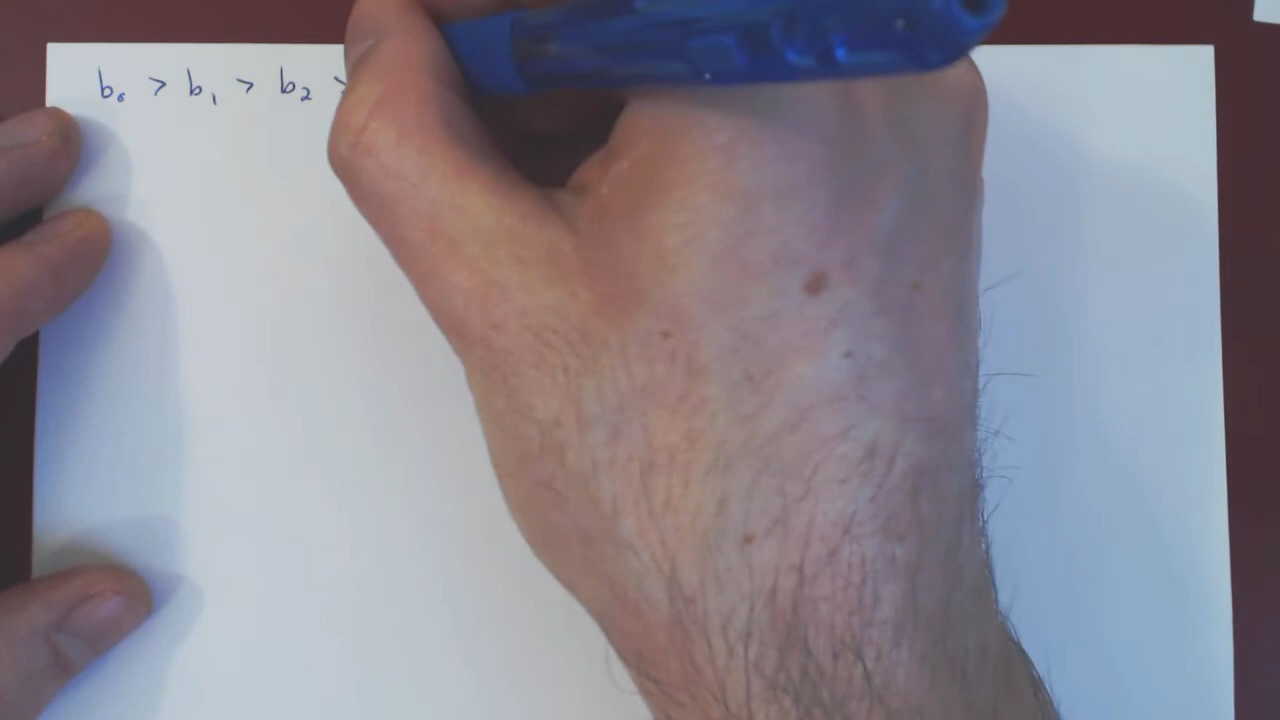 b₀ > b₁ > b₂ >